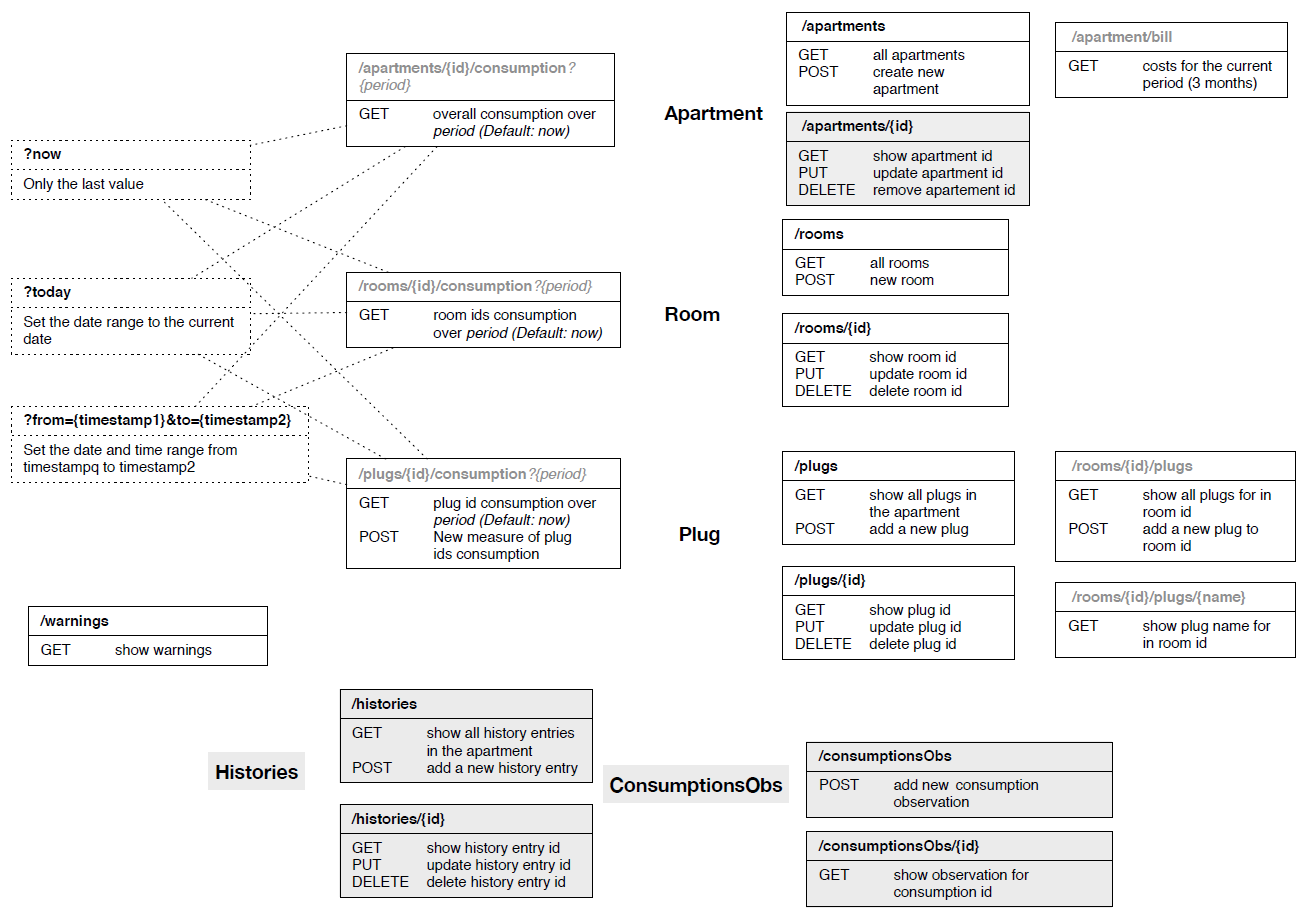 /apartments/{id}/consumption?
{period}
GET overall consumption over
period (Default: now)
?now
Only the last value
?today
Set the date range to the current
date
?from={timestamp1}&to={timestamp2}
Set the date and time range from
timestampq to timestamp2
/rooms/{id}/consumption?{period}
GET room ids consumption
over period (Default: now)
/plugs/{id}/consumption?{period}
GET plug id consumption over
period (Default: now)
POST New measure of plug
ids consumption
/warnings
GET show warnings
Apartment
/apartments
GET all apartments
POST create new
apartment
/apartment/bill
GET costs for the current
period (3 months)
/apartments/{id}
GET show apartment id
PUT update apartment id
DELETE remove apartement id
Room
/rooms
GET all rooms
POST new room
/rooms/{id}
GET show room id
PUT update room id
DELETE delete room id
Plug
/plugs
GET show all plugs in
the apartment
POST add a new plug
/rooms/{id}/plugs
GET show all plugs for in
room id
POST add a new plug to
room id
/plugs/{id}
GET show plug id
PUT update plug id
DELETE delete plug id
/rooms/{id}/plugs/{name}
GET show plug name for
in room id
Histories
/histories
GET show all history entries
in the apartment
POST add a new history entry
/histories/{id}
GET show history entry id
PUT update history entry id
DELETE delete history entry id
ConsumptionsObs
/consumptionsObs
POST add new consumption
observation
/consumptionsObs/{id}
GET show observation for
consumption id